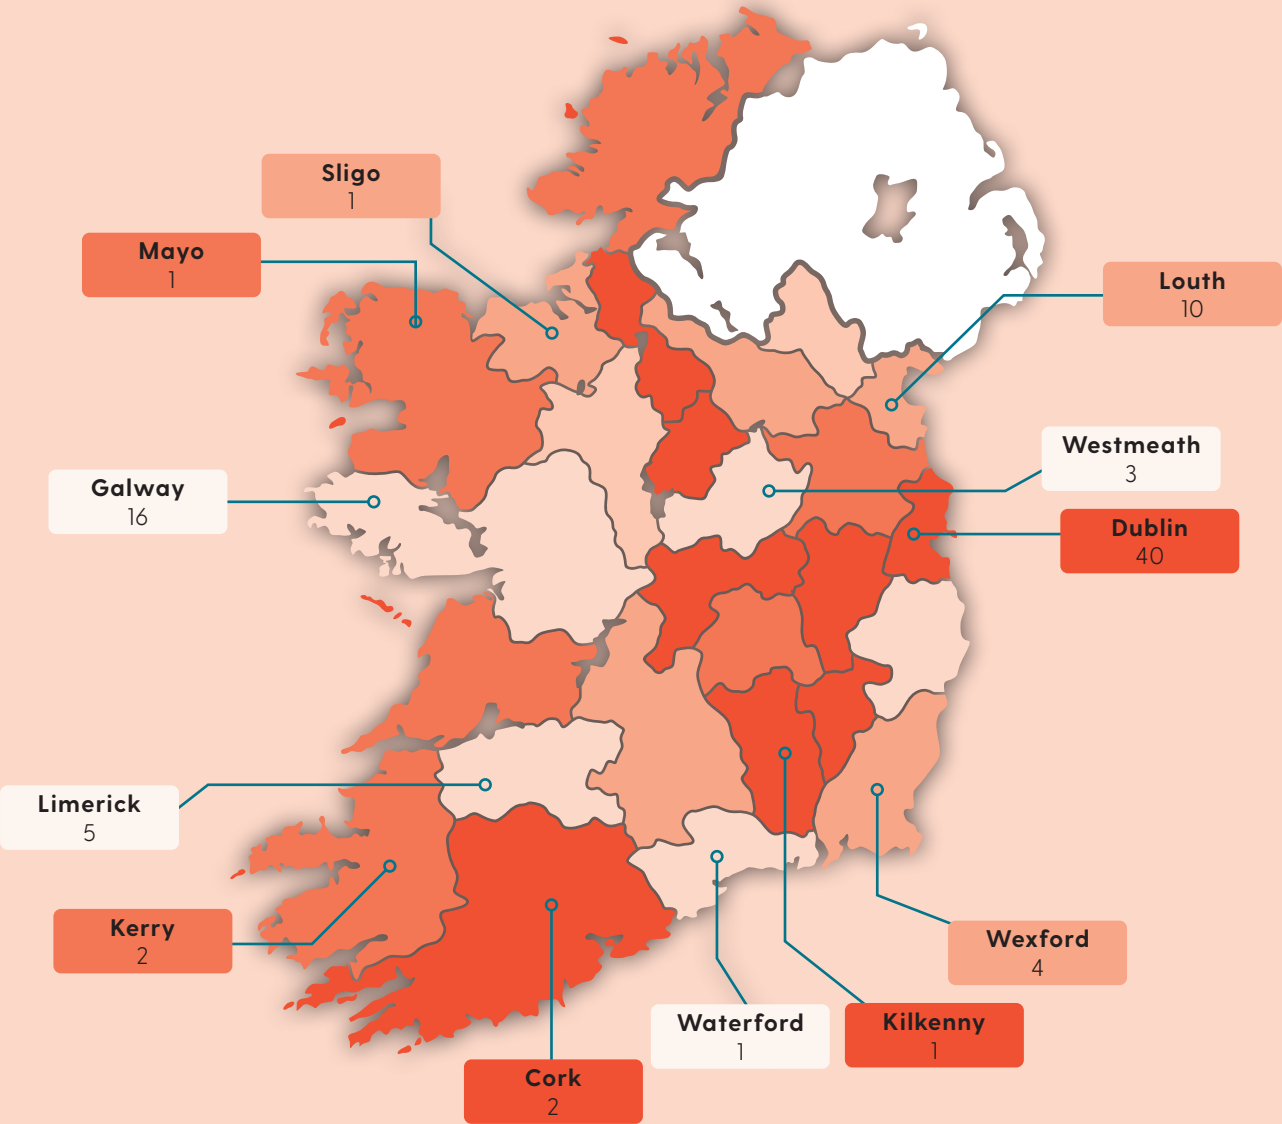 Sligo
1
Mayo
1
Louth
10
Westmeath
3
Galway
16
Dublin
40
Limerick
5
Kerry
2
Wexford
4
Waterford
1
Kilkenny
1
Cork
2